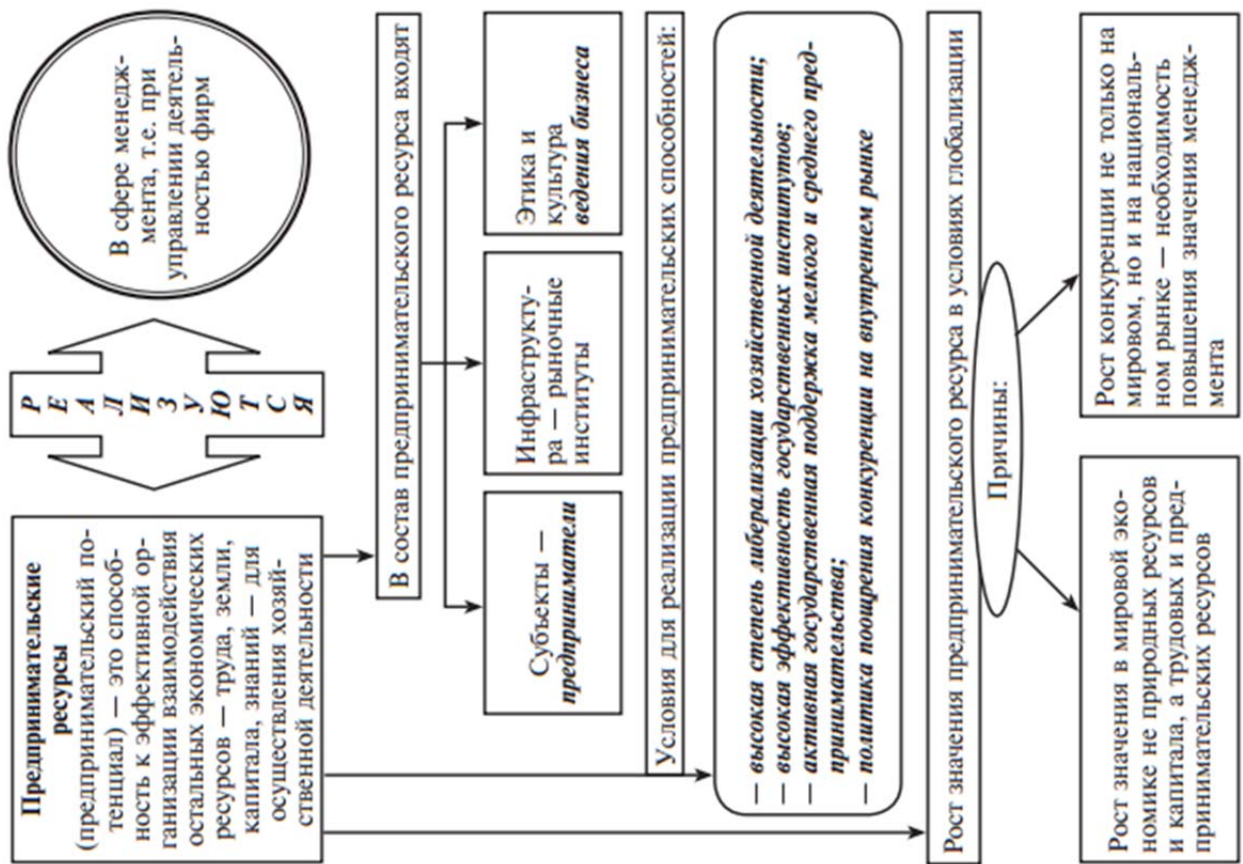 Предпринимательские
ресурсы
(предпринимательский по-
тенциал) — это способ-
ность к эффективной ор-
ганизации взаимодействия
остальных экономических
ресурсов — труда, земли,
капитала, знаний — для
осуществления хозяй-
ственной деятельности
РЕАЛИЗУЮТСЯ
В сфере менедж-
мента, т.е. при
управлении деятель-
ностью фирм
В состав предпринимательского ресурса входят
Субъекты —
предприниматели
Инфраструкту-
ра — рыночные
институты
Этика и
культура
ведения бизнеса
Условия для реализации предпринимательских способностей:
— высокая степень либерализации хозяйственной деятельности;
— высокая эффективность государственных институтов;
— активная государственная поддержка мелкого и среднего пред-
принимательства;
— политика поощрения конкуренции на внутреннем рынке
Рост значения предпринимательского ресурса в условиях глобализации
Причины:
Рост значения в мировой эко-
номике не природных ресурсов
и капитала, а трудовых и пред-
принимательских ресурсов
Рост конкуренции не только на
мировом, но и на националь-
ном рынке — необходимость
повышения значения менедж-
мента